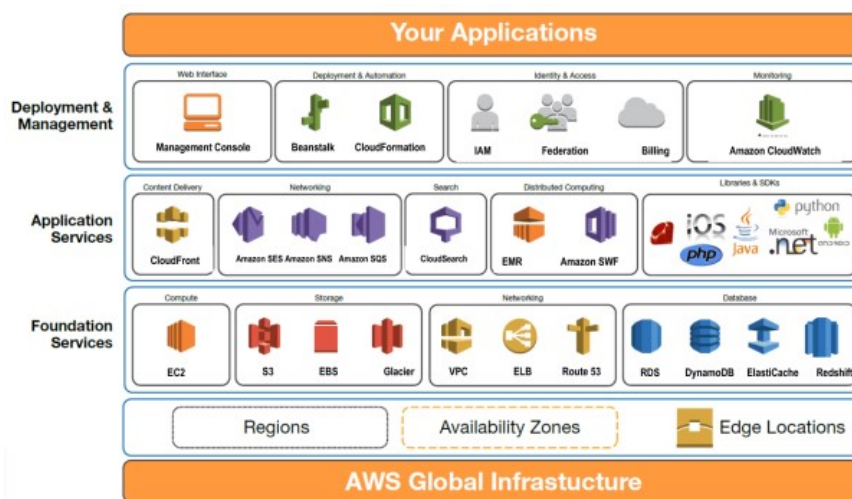 Your Applications
Deployment & Management
Web Interface
Management Console
Deployment & Automation
Beanstalk
CloudFormation
Identity & Access
IAM
Federation
Billing
Monitoring
Amazon CloudWatch
Application Services
Content Delivery
CloudFront
Networking
Amazon SES
Amazon SNS
Amazon SQS
Search
CloudSearch
Distributed Computing
EMR
Amazon SWF
Libraries & SDKs
iOS
php
Java
python
Microsoft
.net
ANDROID
Foundation Services
Compute
EC2
Storage
S3
EBS
Glacier
Networking
VPC
ELB
Route 53
Database
RDS
DynamoDB
ElastiCache
Redshift
Regions
Availability Zones
Edge Locations
AWS Global Infrastucture